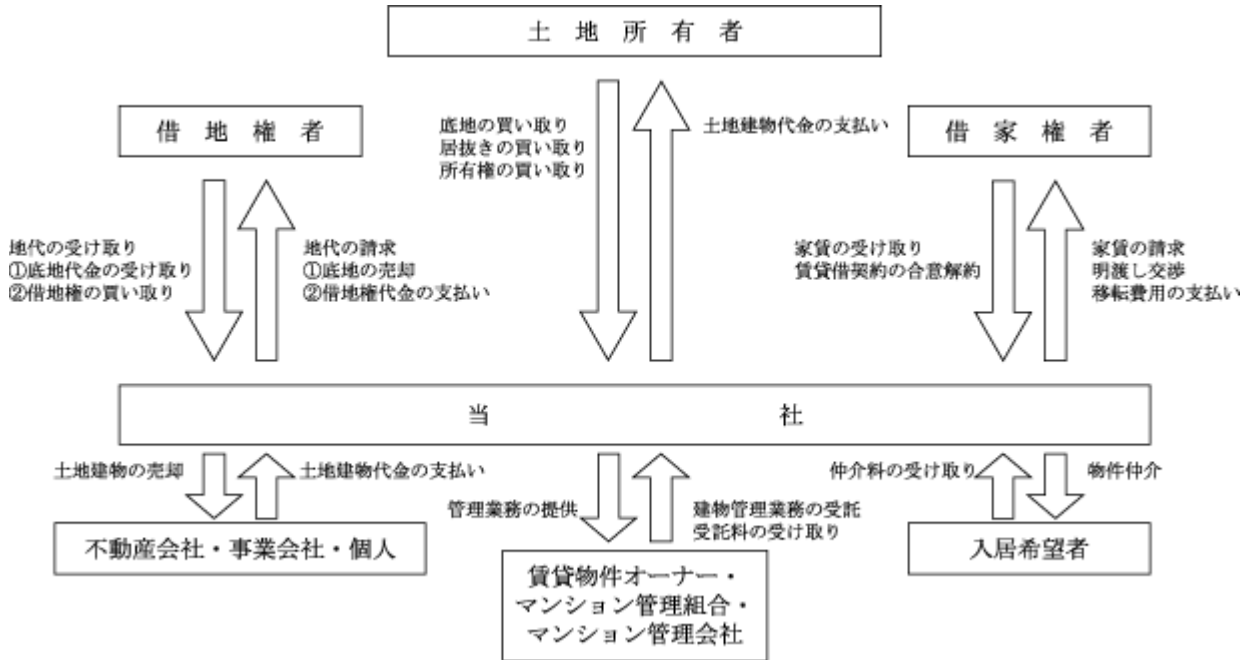 土地所有者
借地権者
底地の買い取り
居抜きの買い取り
所有権の買い取り
土地建物代金の支払い
借家権者
地代の受け取り
①底地代金の受け取り
②借地権の買い取り
地代の請求
①底地の売却
②借地権代金の支払い
家賃の受け取り
賃貸借契約の合意解約
家賃の請求
明渡し交渉
移転費用の支払い
当社
土地建物の売却
土地建物代金の支払い
管理業務の提供
建物管理業務の受託
受託料の受け取り
仲介料の受け取り
物件仲介
不動産会社・事業会社・個人
賃貸物件オーナー・
マンション管理組合・
マンション管理会社
入居希望者